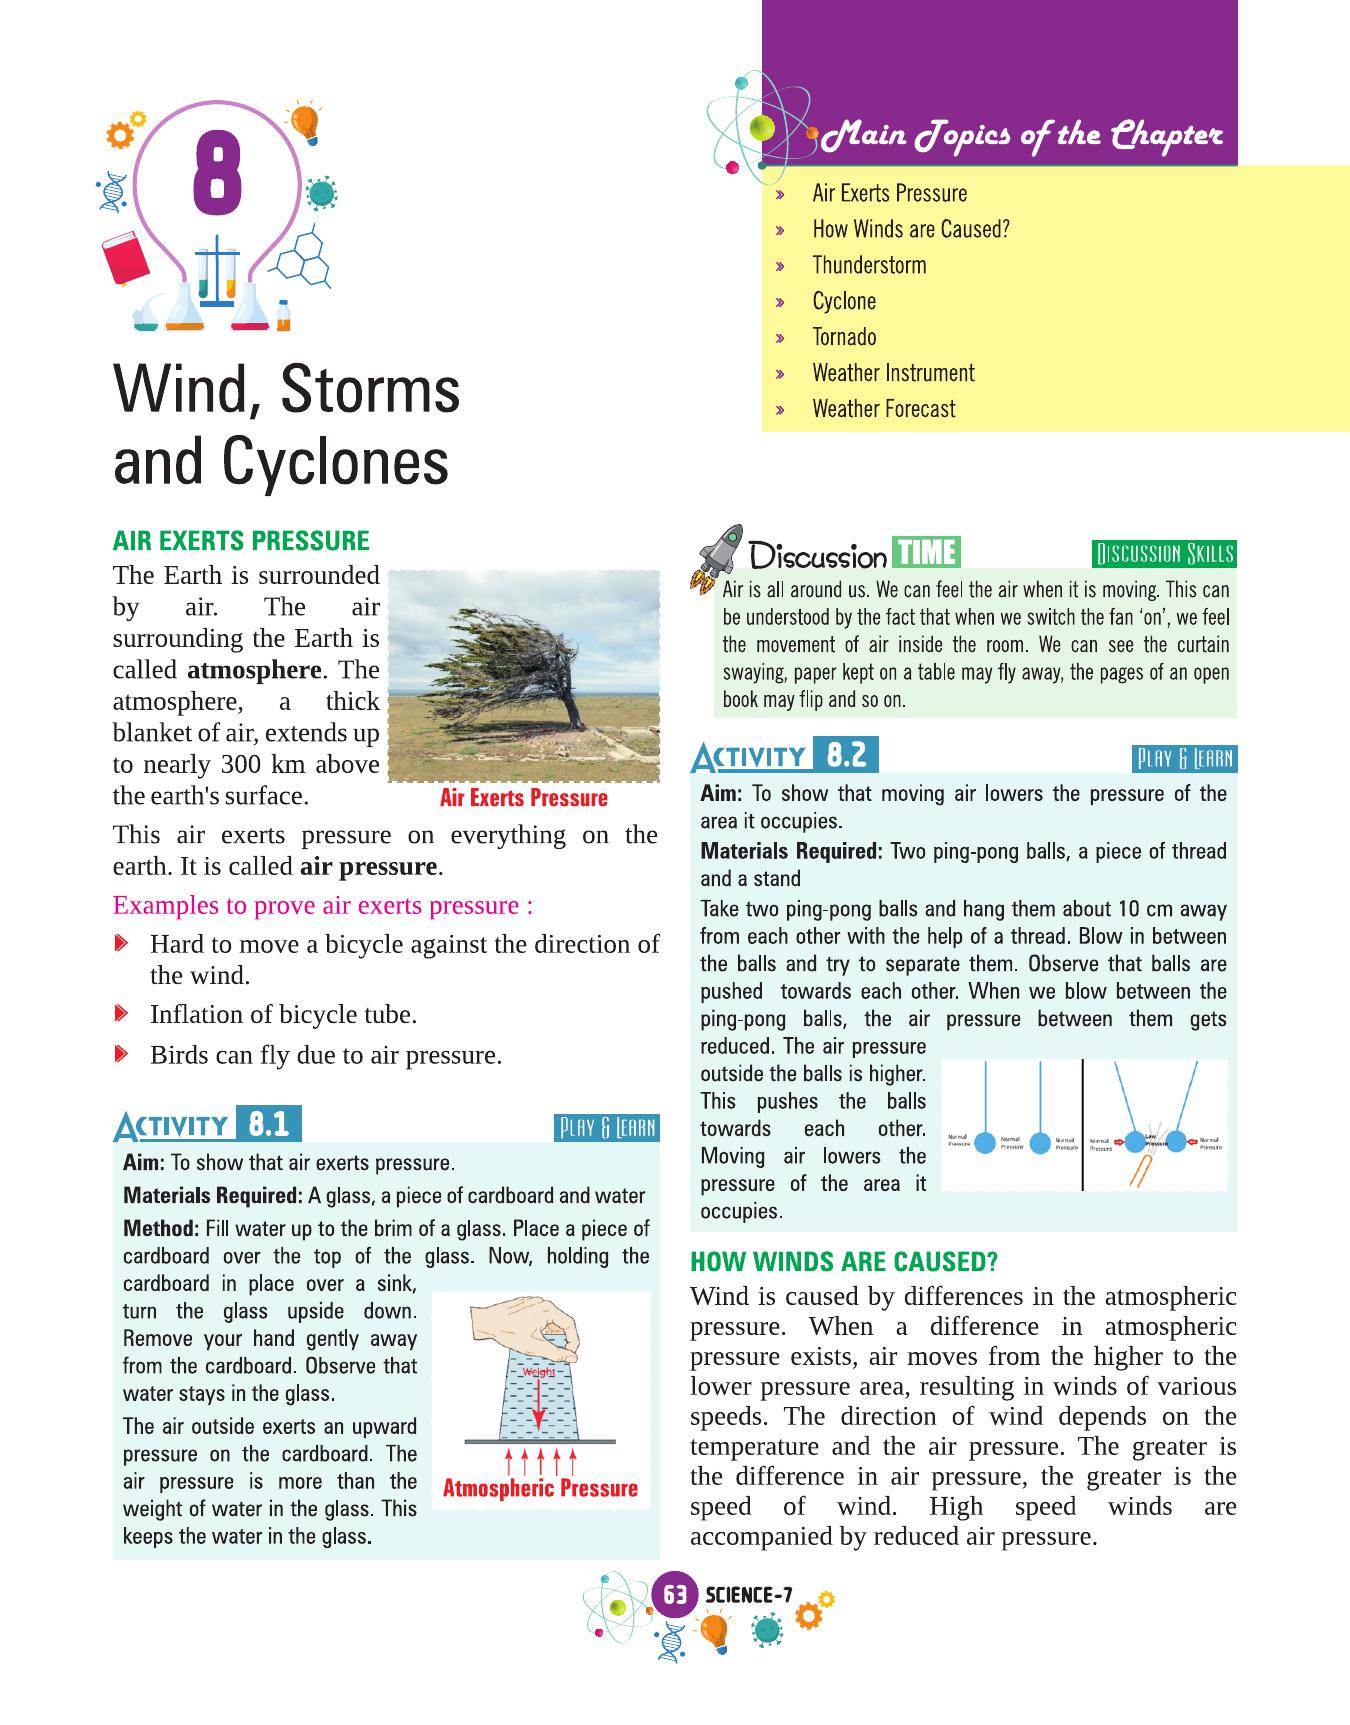 8
Wind, Storms
and Cyclones
Main Topics of the Chapter
» Air Exerts Pressure
» How Winds are Caused?
» Thunderstorm
» Cyclone
» Tornado
» Weather Instrument
» Weather Forecast
AIR EXERTS PRESSURE
The Earth is surrounded
by air. The air
surrounding the Earth is
called atmosphere. The
atmosphere, a thick
blanket of air, extends up
to nearly 300 km above
the earth's surface.
Air Exerts Pressure
This air exerts pressure on everything on the
earth. It is called air pressure.
Examples to prove air exerts pressure :
Hard to move a bicycle against the direction of
the wind.
Inflation of bicycle tube.
Birds can fly due to air pressure.
ACTIVITY 8.1
PLAY & LEARN
Aim: To show that air exerts pressure.
Materials Required: A glass, a piece of cardboard and water
Method: Fill water up to the brim of a glass. Place a piece of
cardboard over the top of the glass. Now, holding the
cardboard in place over a sink,
turn the glass upside down.
Remove your hand gently away
from the cardboard. Observe that
water stays in the glass.
The air outside exerts an upward
pressure on the cardboard. The
air pressure is more than the
weight of water in the glass. This
keeps the water in the glass.
Weight
Atmospheric Pressure
Discussion TIME
DISCUSSION SKILLS
Air is all around us. We can feel the air when it is moving. This can
be understood by the fact that when we switch the fan ‘on’, we feel
the movement of air inside the room. We can see the curtain
swaying, paper kept on a table may fly away, the pages of an open
book may flip and so on.
ACTIVITY 8.2
PLAY & LEARN
Aim: To show that moving air lowers the pressure of the
area it occupies.
Materials Required: Two ping-pong balls, a piece of thread
and a stand
Take two ping-pong balls and hang them about 10 cm away
from each other with the help of a thread. Blow in between
the balls and try to separate them. Observe that balls are
pushed towards each other. When we blow between the
ping-pong balls, the air pressure between them gets
reduced. The air pressure
outside the balls is higher.
This pushes the balls
towards each other.
Moving air lowers the
pressure of the area it
occupies.
Normal
Pressure
Normal
Pressure
Normal
Pressure
Normal
Pressure
Low
Pressure
Normal
Pressure
HOW WINDS ARE CAUSED?
Wind is caused by differences in the atmospheric
pressure. When a difference in atmospheric
pressure exists, air moves from the higher to the
lower pressure area, resulting in winds of various
speeds. The direction of wind depends on the
temperature and the air pressure. The greater is
the difference in air pressure, the greater is the
speed of wind. High speed winds are
accompanied by reduced air pressure.
63 SCIENCE-7